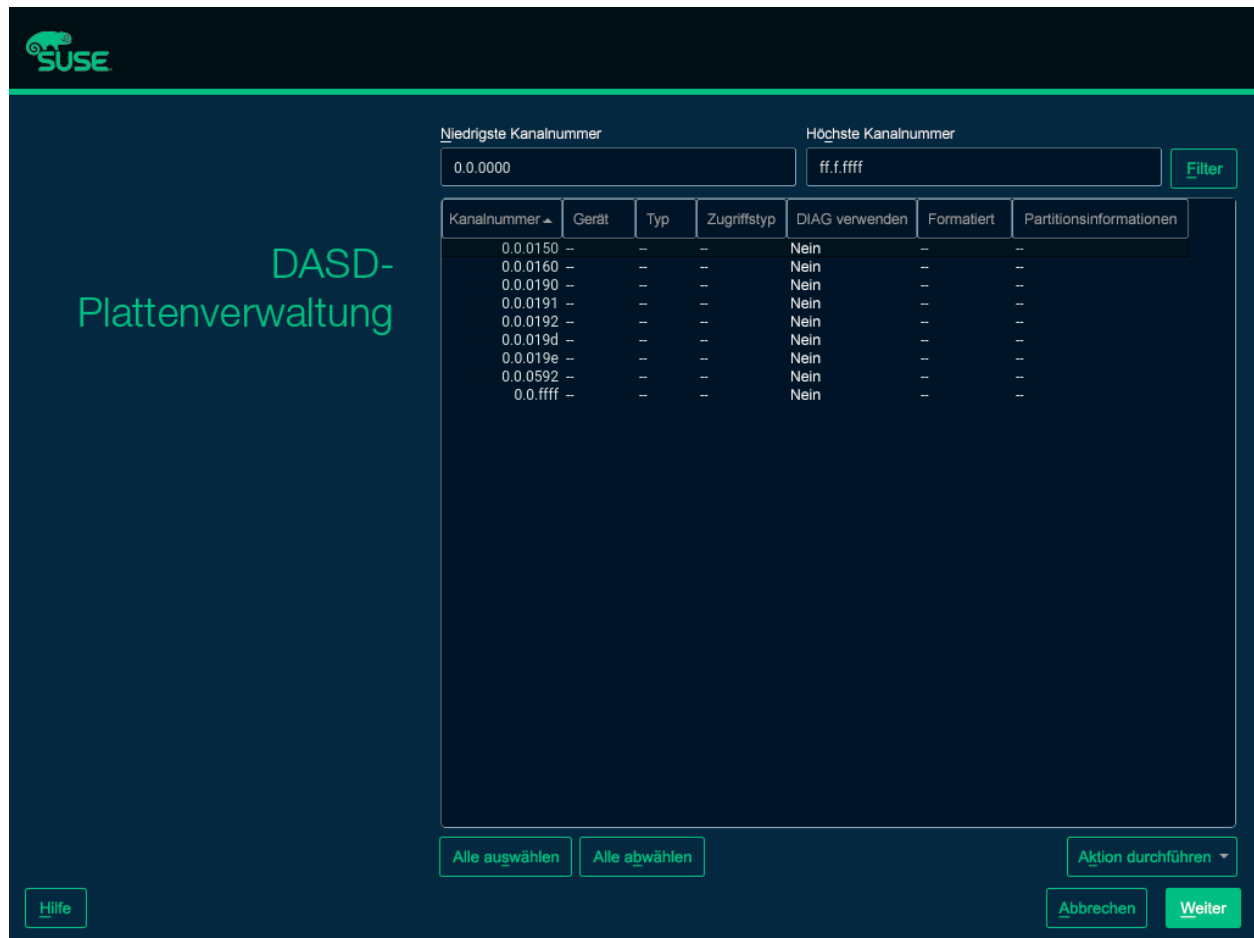 SUSE
Niedrigste Kanalnummer Höchste Kanalnummer
0.0.0000 ff.f.ffff Filter
Kanalnummer Gerät Typ Zugriffstyp DIAG verwenden Formatiert Partitionsinformationen
0.0.0150 -- -- -- Nein -- --
0.0.0160 -- -- -- Nein -- --
0.0.0190 -- -- -- Nein -- --
0.0.0191 -- -- -- Nein -- --
0.0.0192 -- -- -- Nein -- --
0.0.019d -- -- -- Nein -- --
0.0.019e -- -- -- Nein -- --
0.0.0592 -- -- -- Nein -- --
0.0.ffff -- -- -- Nein -- --
DASD-
Plattenverwaltung
Alle auswählen Alle abwählen Aktion durchführen
Hilfe Abbrechen Weiter